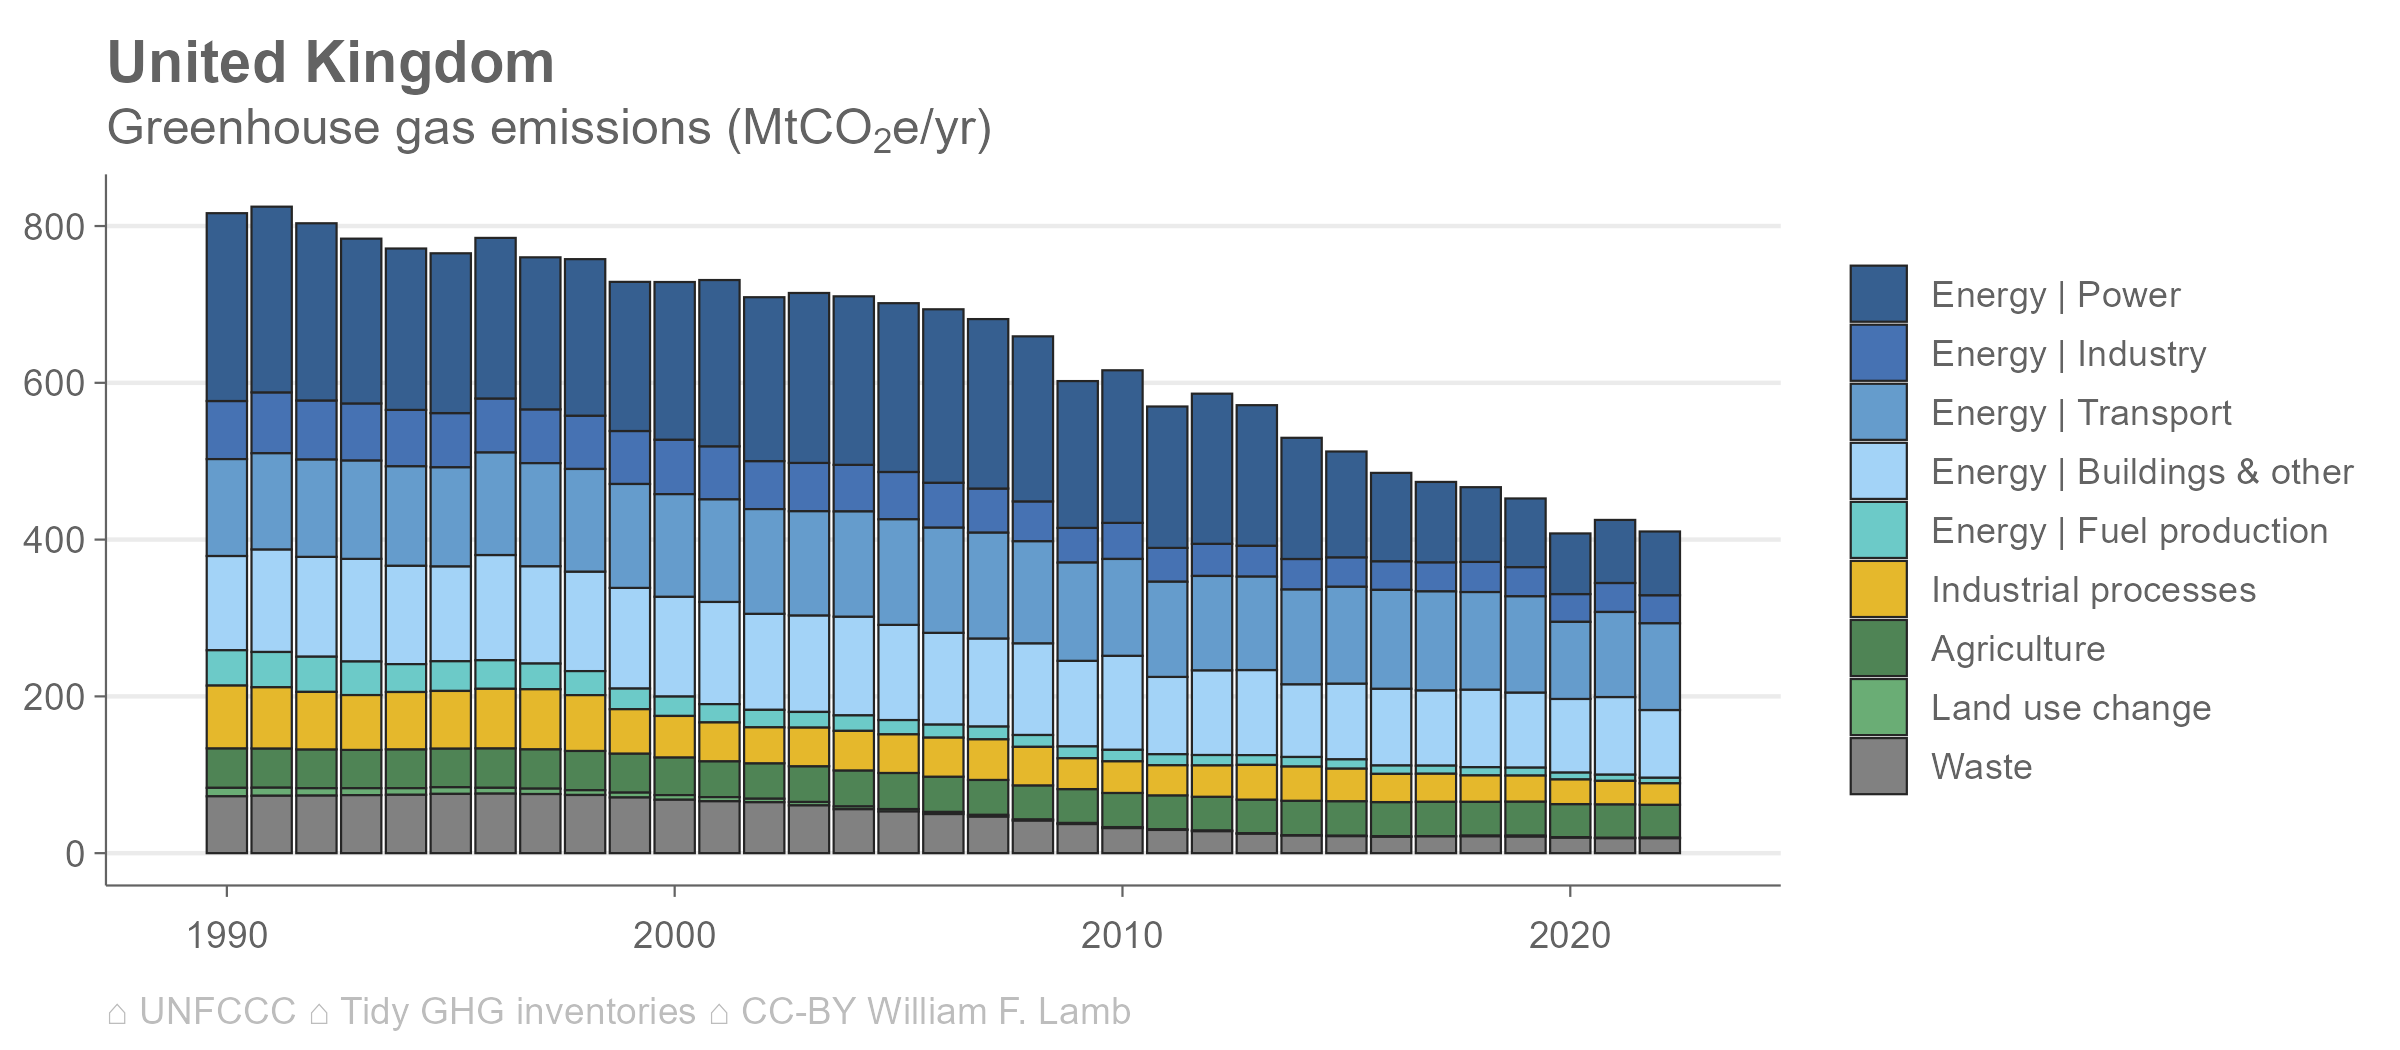 United Kingdom
Greenhouse gas emissions (MtCO₂e/yr)
800
600
400
200
0
1990 2000 2010 2020
Energy | Power
Energy | Industry
Energy | Transport
Energy | Buildings & other
Energy | Fuel production
Industrial processes
Agriculture
Land use change
Waste
⌂ UNFCCC ⌂ Tidy GHG inventories ⌂ CC-BY William F. Lamb